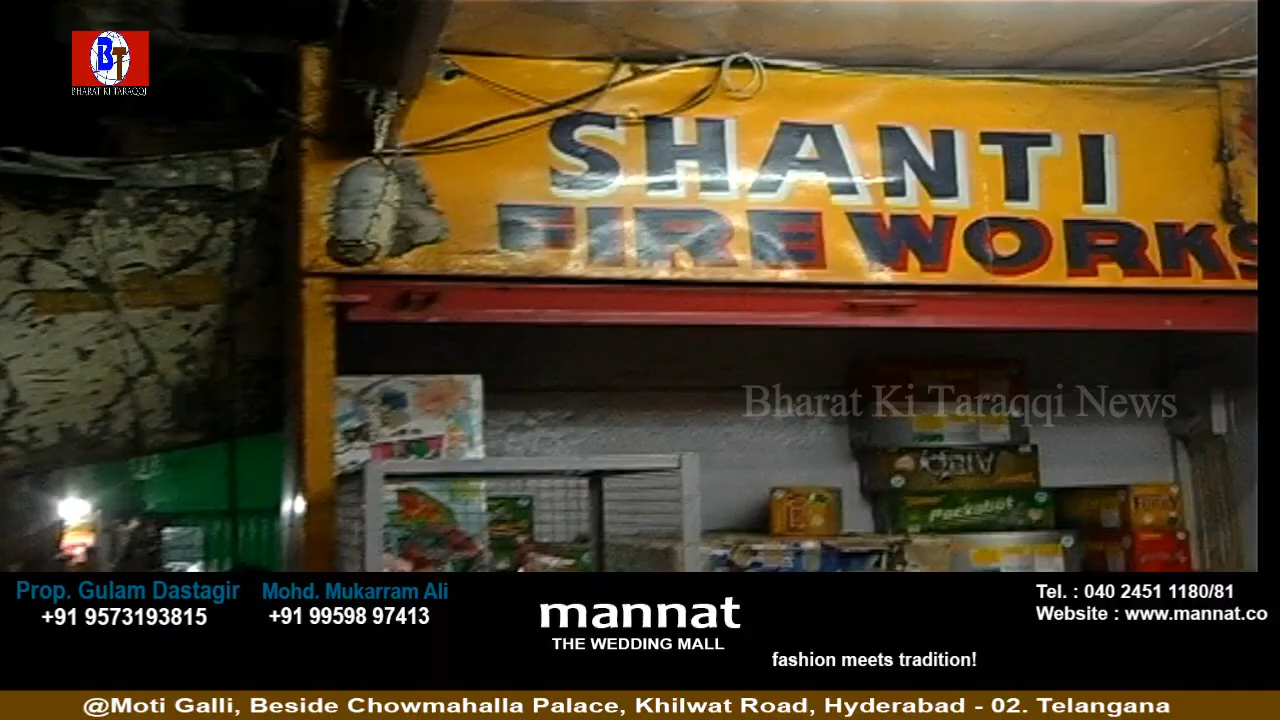 BT
BHARAT KI TARAQQI
SHANTI
FIRE WORKS
Bharat Ki Taraqqi News
Packabot
Prop. Gulam Dastagir
+91 9573193815
Mohd. Mukarram Ali
+91 99598 97413
mannat
THE WEDDING MALL
fashion meets tradition!
Tel. : 040 2451 1180/81
Website : www.mannat.co
@Moti Galli, Beside Chowmahalla Palace, Khilwat Road, Hyderabad - 02. Telangana